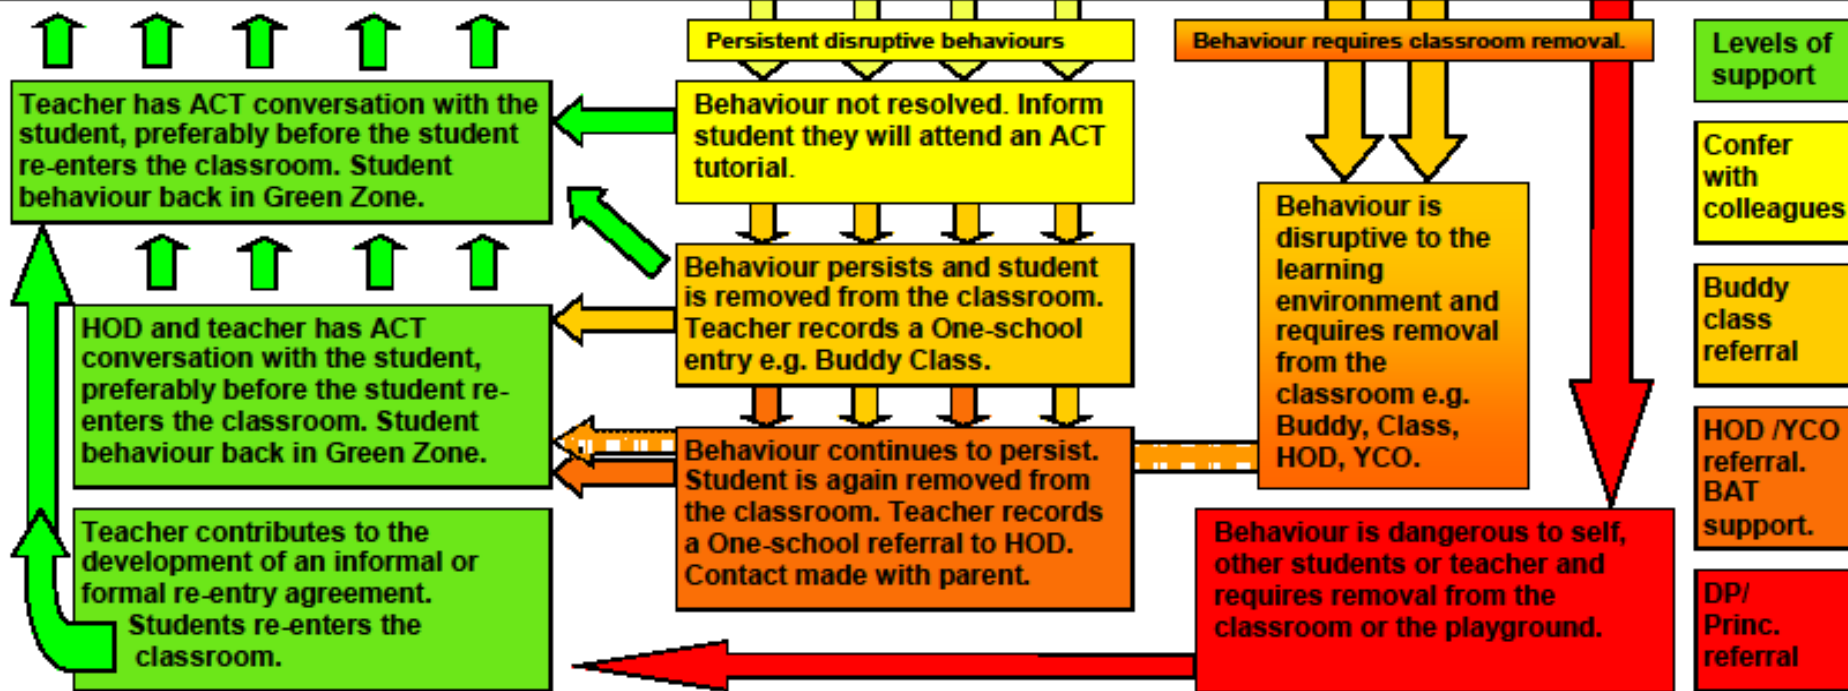 Persistent disruptive behaviours
Behaviour requires classroom removal.
Levels of
support
Teacher has ACT conversation with the
student, preferably before the student
re-enters the classroom. Student
behaviour back in Green Zone.
Behaviour not resolved. Inform
student they will attend an ACT
tutorial.
Confer
with
colleagues
Behaviour is
disruptive to the
learning
environment and
requires removal
from the
classroom e.g.
Buddy, Class,
HOD, YCO.
Behaviour persists and student
is removed from the classroom.
Teacher records a One-school
entry e.g. Buddy Class.
Buddy
class
referral
HOD and teacher has ACT
conversation with the student,
preferably before the student re-
enters the classroom. Student
behaviour back in Green Zone.
Behaviour continues to persist.
Student is again removed from
the classroom. Teacher records
a One-school referral to HOD.
Contact made with parent.
HOD /YCO
referral.
BAT
support.
Teacher contributes to the
development of an informal or
formal re-entry agreement.
Students re-enters the
classroom.
Behaviour is dangerous to self,
other students or teacher and
requires removal from the
classroom or the playground.
DP/
Princ.
referral